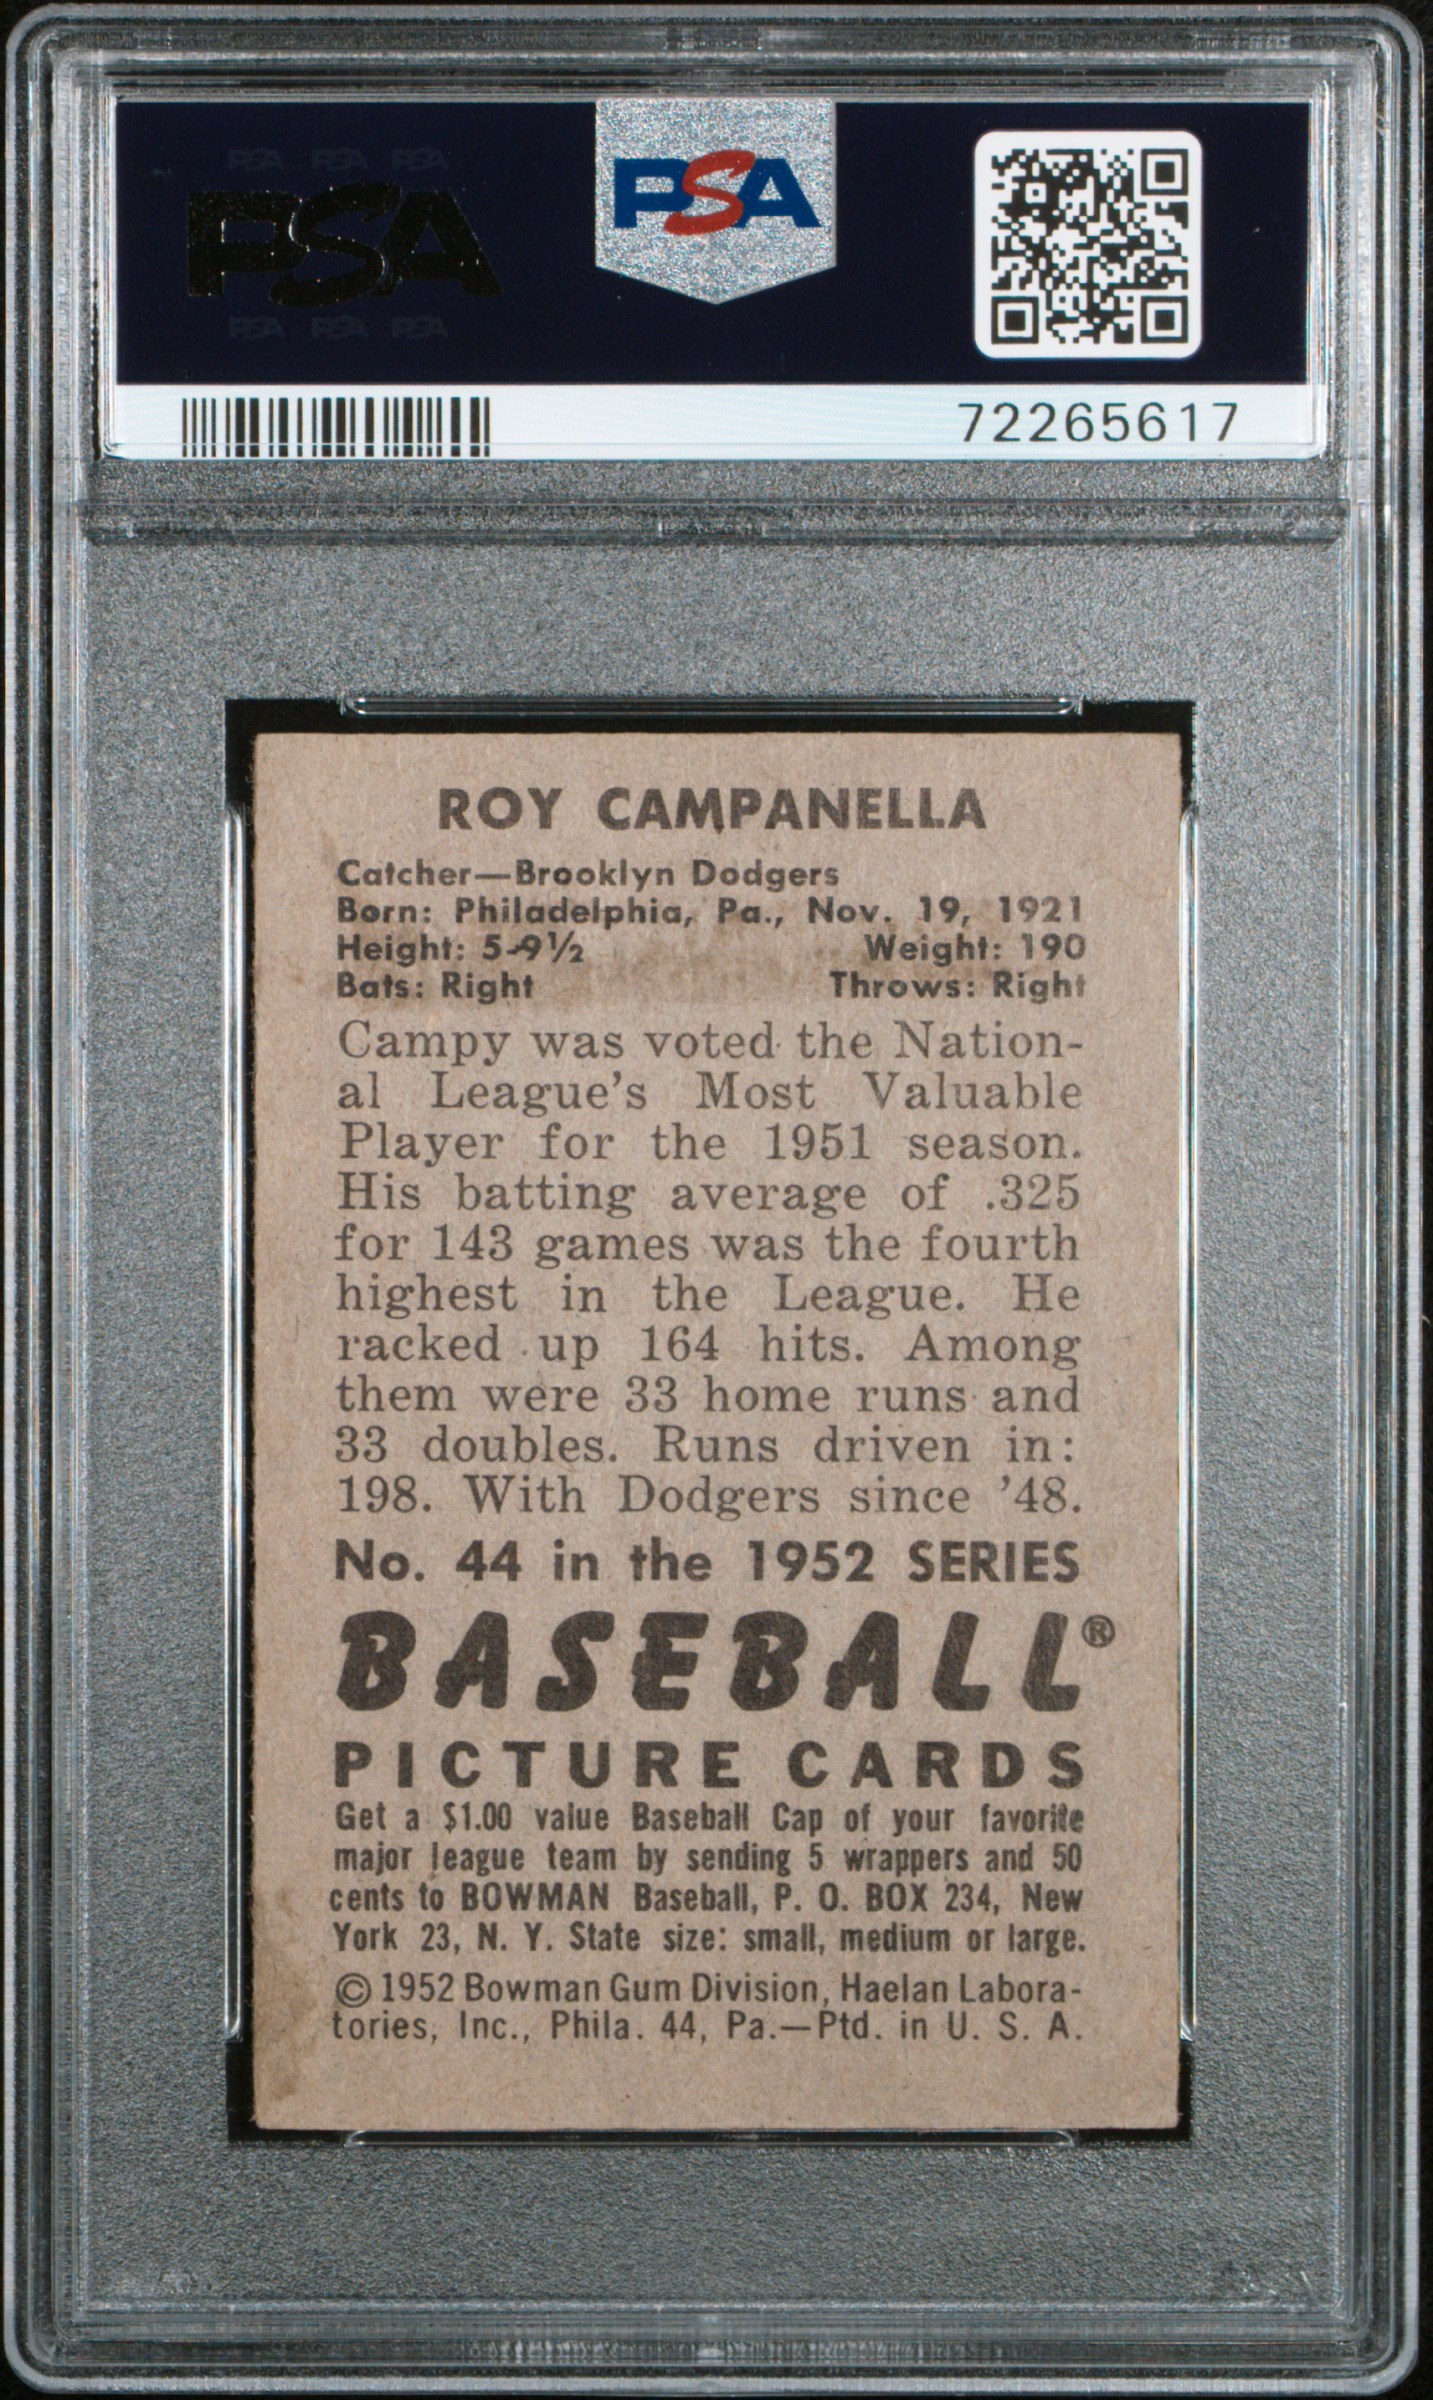 PSA PSA PSA
PSA
PSA PSA PSA
PSA
72265617
ROY CAMPANELLA
Catcher—Brooklyn Dodgers
Born: Philadelphia, Pa., Nov. 19, 1921
Height: 5-9½ Weight: 190
Bats: Right Throws: Right
Campy was voted the Nation-
al League's Most Valuable
Player for the 1951 season.
His batting average of .325
for 143 games was the fourth
highest in the League. He
racked up 164 hits. Among
them were 33 home runs and
33 doubles. Runs driven in:
198. With Dodgers since '48.
No. 44 in the 1952 SERIES
BASEBALL®
PICTURE CARDS
Get a $1.00 value Baseball Cap of your favorite
major league team by sending 5 wrappers and 50
cents to BOWMAN Baseball, P. O. BOX 234, New
York 23, N. Y. State size: small, medium or large.
© 1952 Bowman Gum Division, Haelan Labora-
tories, Inc., Phila. 44, Pa.—Ptd. in U. S. A.